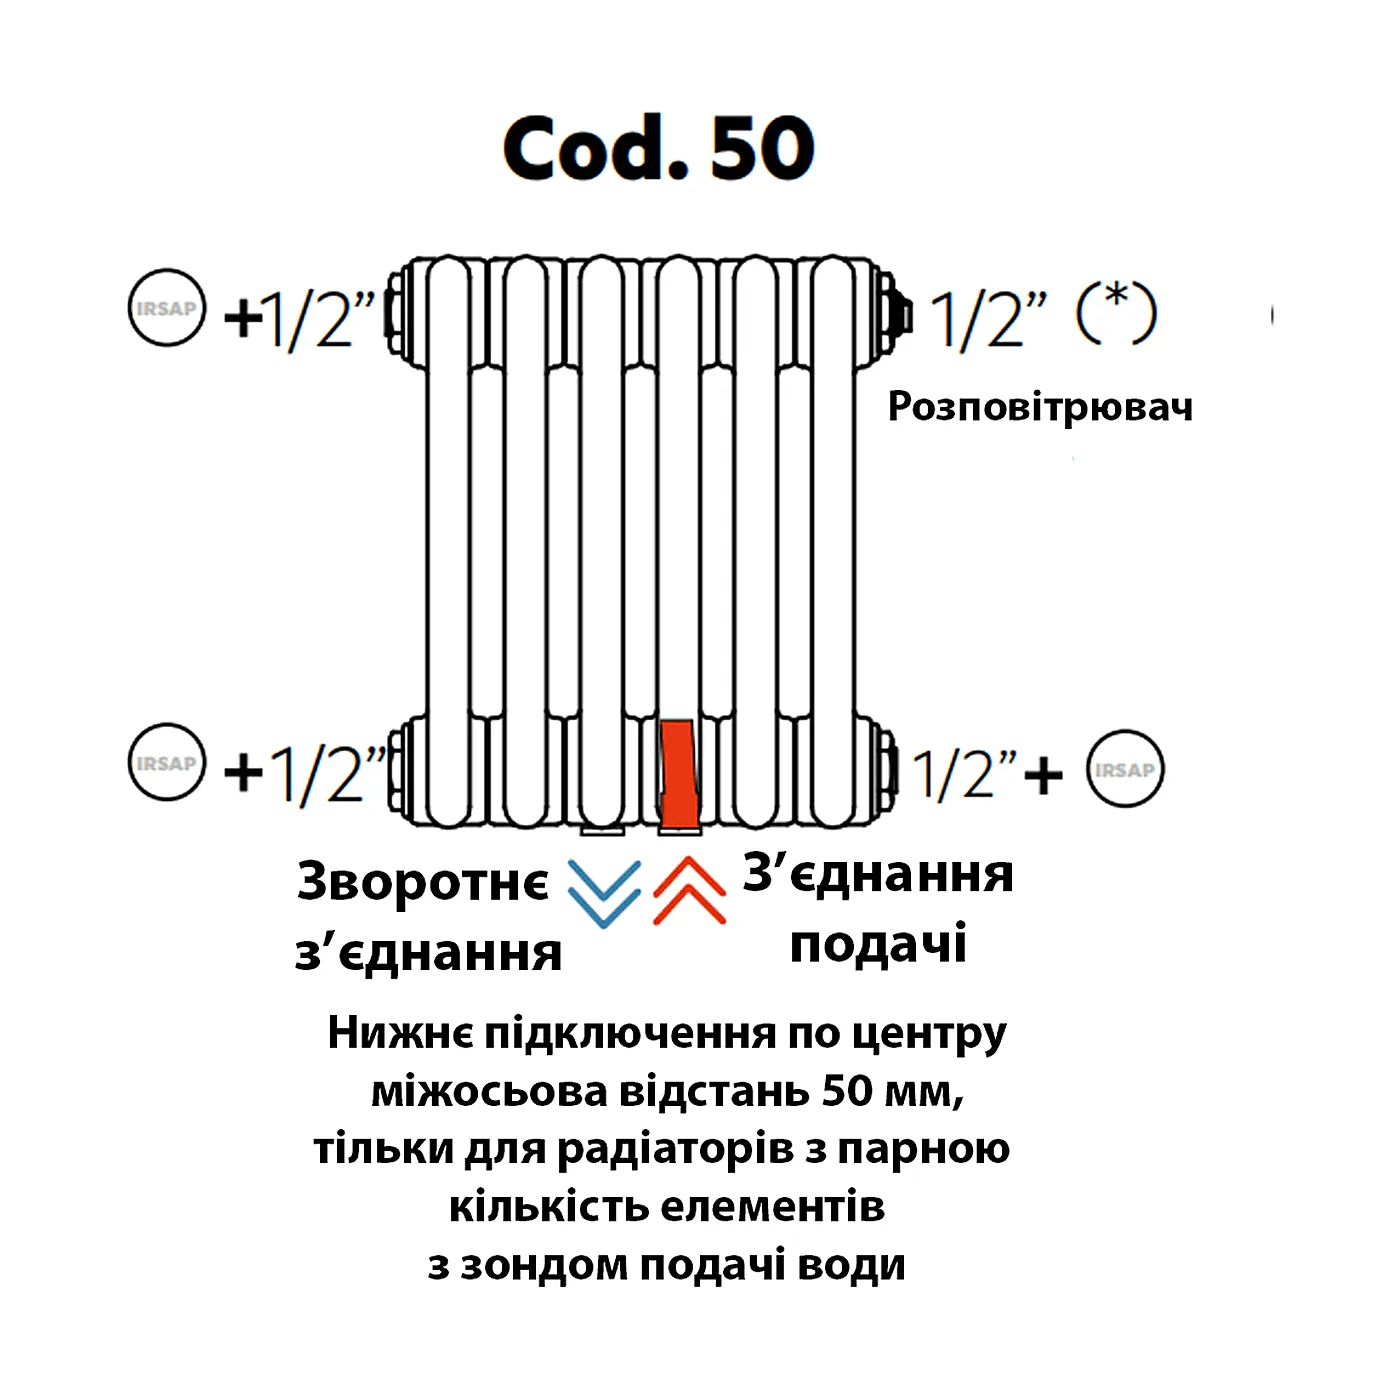 Cod. 50
IRSAP +1/2” 1/2” (*)
Розповітрювач
IRSAP +1/2” 1/2”+ IRSAP
Зворотнє З’єднання
з’єднання подачі
Нижнє підключення по центру
міжосьова відстань 50 мм,
тільки для радіаторів з парною
кількість елементів
з зондом подачі води